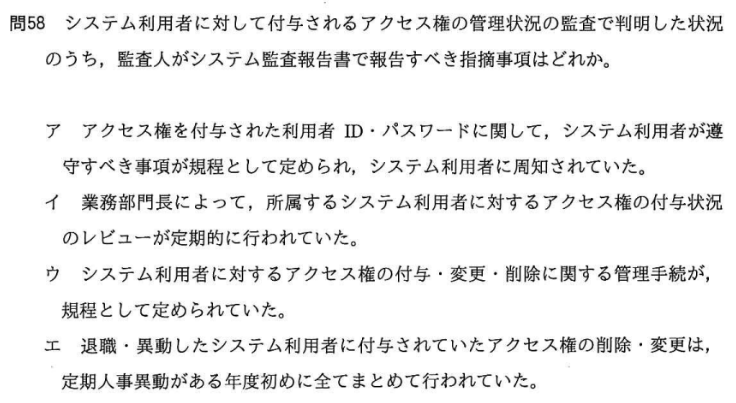 問58 システム利用者に対して付与されるアクセス権の管理状況の監査で判明した状況
のうち，監査人がシステム監査報告書で報告すべき指摘事項はどれか。
ア アクセス権を付与された利用者 ID・パスワードに関して，システム利用者が遵
守すべき事項が規程として定められ，システム利用者に周知されていた。
イ 業務部門長によって，所属するシステム利用者に対するアクセス権の付与状況
のレビューが定期的に行われていた。
ウ システム利用者に対するアクセス権の付与・変更・削除に関する管理手続が，
規程として定められていた。
エ 退職・異動したシステム利用者に付与されていたアクセス権の削除・変更は，
定期人事異動がある年度初めに全てまとめて行われていた。